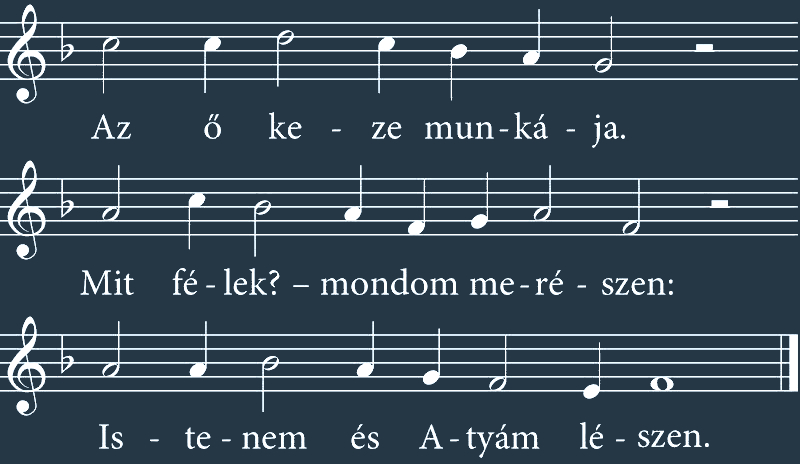 Az ő ke - ze mun - ká - ja.
Mit fé - lek? – mondom me - ré - szen:
Is - te - nem és A - tyám lé - szen.